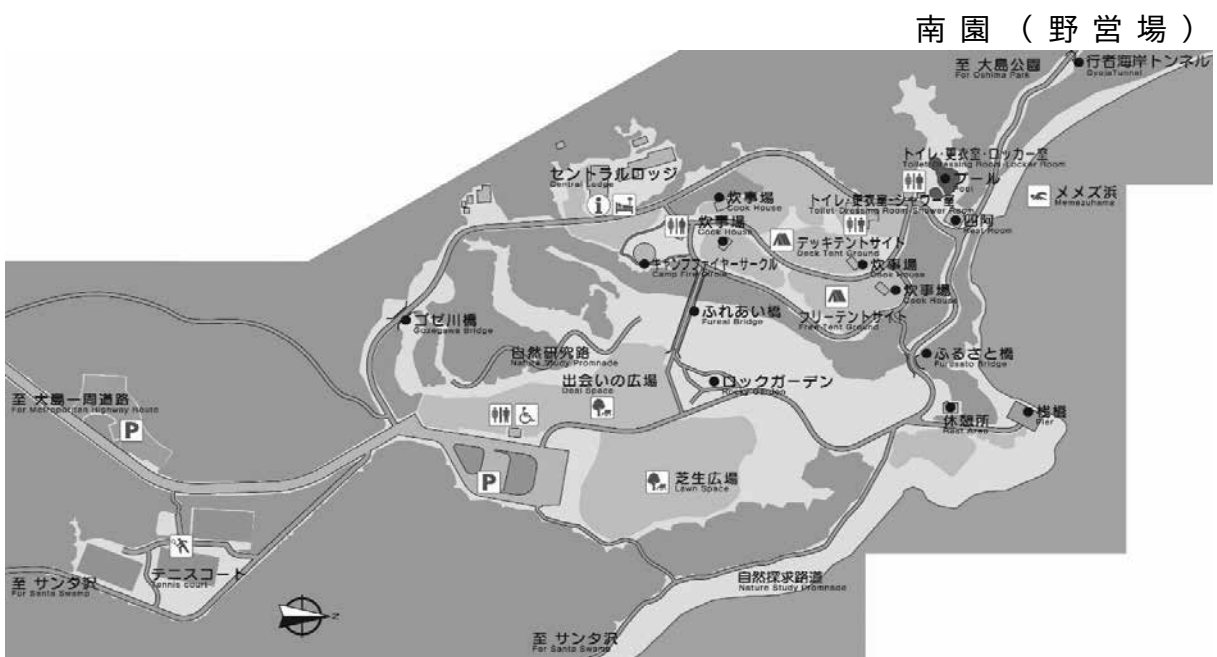 南園（野営場）
至 大島公園
For Oshima Park
行者海岸トンネル
GyojaTunnel
トイレ・更衣室・ロッカー室
Toilet・Dressing Room・Locker Room
プール
Pool
メメズ浜
Memezuhama
セントラルロッジ
Central Lodge
炊事場
Cook House
トイレ・更衣室・シャワー室
Toilet・Dressing Room・Shower Room
四阿
Rest Room
炊事場
Cook House
デッキテントサイト
Deck Tent Ground
キャンプファイヤーサークル
Camp Fire Circle
炊事場
Cook House
炊事場
Cook House
フリーテントサイト
Free Tent Ground
ゴゼ川橋
Gozegawa Bridge
ふれあい橋
Fureai Bridge
自然研究路
Nature Study Promnade
ふるさと橋
Furusato Bridge
出会いの広場
Deai Space
ロックガーデン
Rocky Garden
至 大島一周道路
For Metropolitan Highway Route
P
休憩所
Rest Area
桟橋
Pier
P
芝生広場
Lawn Space
テニスコート
Tennis court
至 サンタ沢
For Santa Swamp
自然探求路道
Nature Study Promnade
N
至 サンタ沢
For Santa Swamp